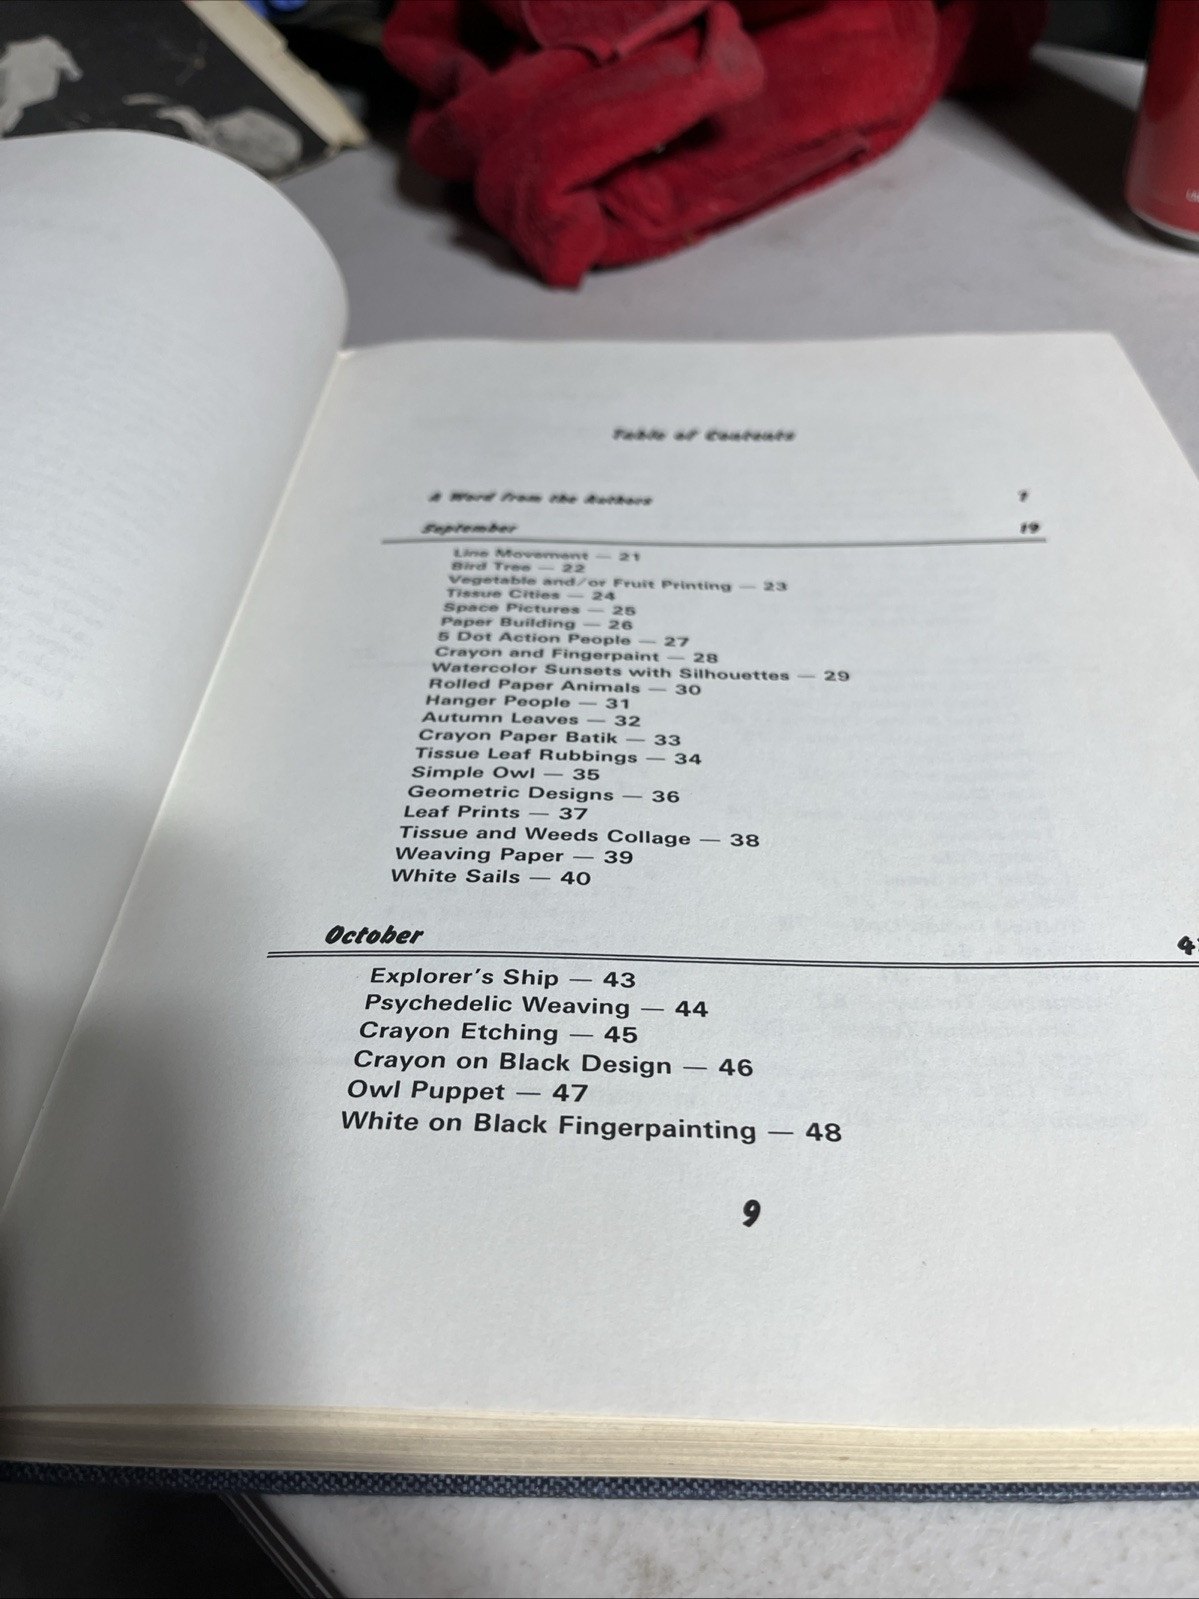 Table of Contents
A Word from the Authors 7
September 19
Line Movement — 21
Bird Tree — 22
Vegetable and/or Fruit Printing — 23
Tissue Cities — 24
Space Pictures — 25
Paper Building — 26
5 Dot Action People — 27
Crayon and Fingerpaint — 28
Watercolor Sunsets with Silhouettes — 29
Rolled Paper Animals — 30
Hanger People — 31
Autumn Leaves — 32
Crayon Paper Batik — 33
Tissue Leaf Rubbings — 34
Simple Owl — 35
Geometric Designs — 36
Leaf Prints — 37
Tissue and Weeds Collage — 38
Weaving Paper — 39
White Sails — 40
October
Explorer's Ship — 43
Psychedelic Weaving — 44
Crayon Etching — 45
Crayon on Black Design — 46
Owl Puppet — 47
White on Black Fingerpainting — 48
9